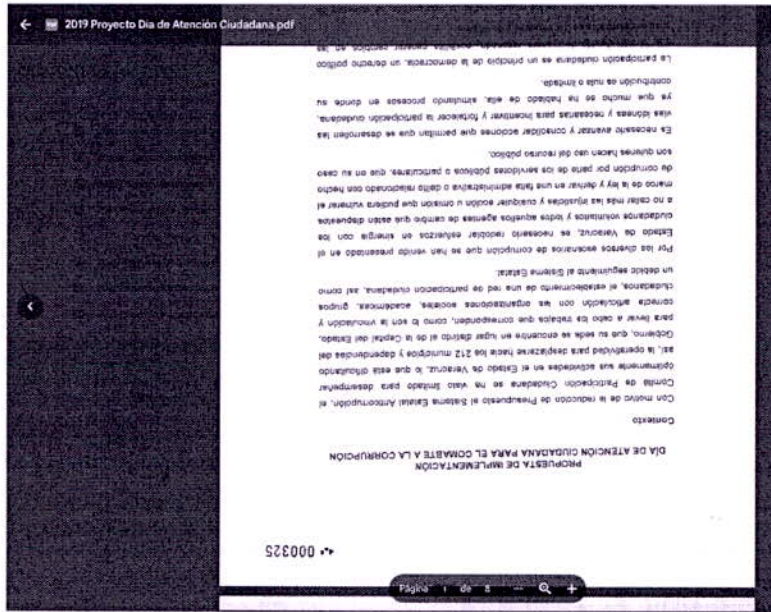 2019 Proyecto Dia de Atención Ciudadana.pdf
000325
PROPUESTA DE IMPLEMENTACIÓN
DÍA DE ATENCIÓN CIUDADANA PARA EL COMABTE A LA CORRUPCIÓN
Contexto
Con motivo de la reducción de Presupuesto al Sistema Estatal Anticorrupción, el
Comité de Participación Ciudadana se ha visto limitado para desempeñar
óptimamente sus actividades en el Estado de Veracruz, lo que está dificultando
así, la operatividad para desplazarse hacia los 212 municipios y dependencias del
Gobierno, que su sede se encuentre en lugar distinto al de la Capital del Estado,
para llevar a cabo los trabajos que corresponden, como lo son la vinculación y
correcta articulación con las organizaciones sociales, académicas, grupos
ciudadanos, el establecimiento de una red de participación ciudadana, así como
un debido seguimiento al Sistema Estatal.
Por los diversos escenarios de corrupción que se han venido presentado en el
Estado de Veracruz, es necesario redoblar esfuerzos en sinergia con los
ciudadanos voluntarios y todos aquellos agentes de cambio que estén dispuestos
a no callar más las injusticias y cualquier acción u omisión que pudiera vulnerar el
marco de la ley y derivar en una falta administrativa o delito relacionado con hecho
de corrupción por parte de los servidores públicos o particulares, que en su caso
son quienes hacen uso del recurso público.
Es necesario avanzar y consolidar acciones que permitan que se desarrollen las
vías idóneas y necesarias para incentivar y fortalecer la participación ciudadana,
ya que mucho se ha hablado de ella, simulando procesos en donde su
contribución es nula o limitada.
La participación ciudadana es un principio de la democracia, un derecho político
generar cambios en las
Página 1 de 8